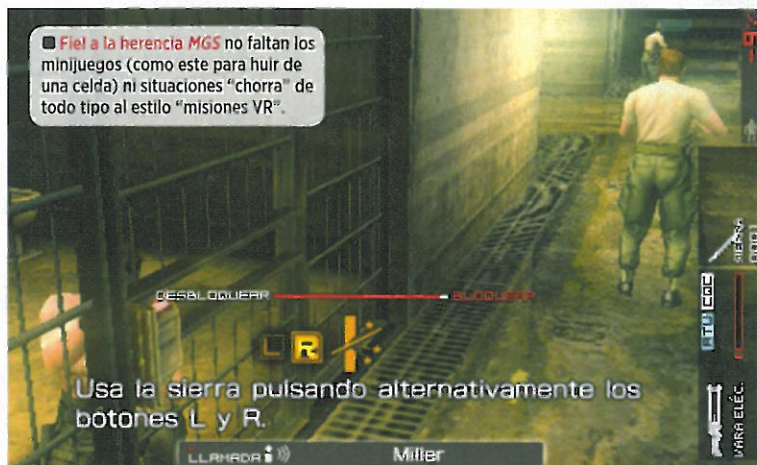 Fiel a la herencia MGS no faltan los
minijuegos (como este para huir de
una celda) ni situaciones "chorra" de
todo tipo al estilo "misiones VR".
SIERRA
CQC
DESBLOQUEAR BLOQUEAR
L R
Usa la sierra pulsando alternativamente los
botones L y R.
VARA ELÉC.
LLAMADA Miller